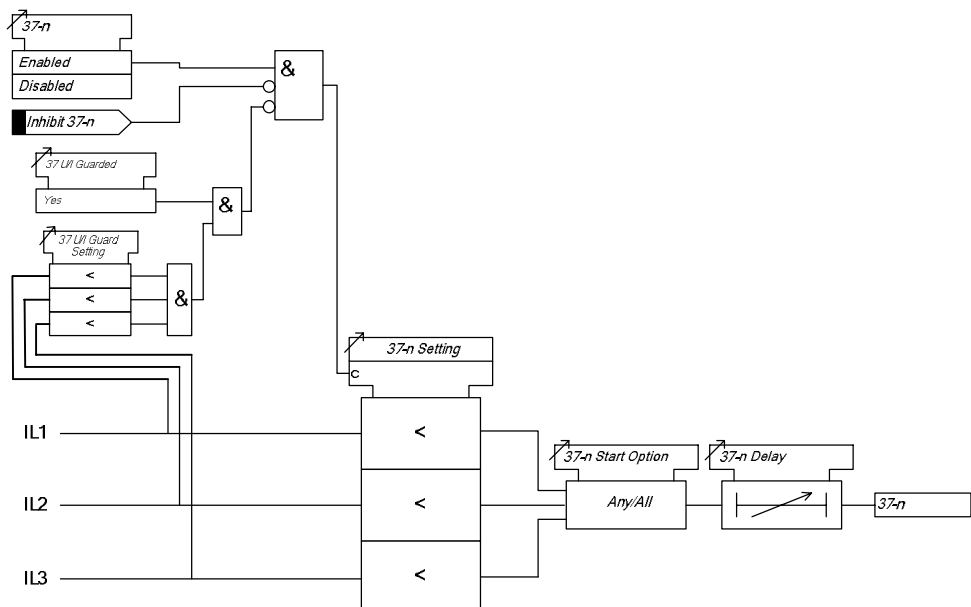 37-n
Enabled
Disabled
&
Inhibit 37-n
37 U/I Guarded
Yes
&
37 U/I Guard
Setting
<
<
<
&
37-n Setting
c
IL1
<
37-n Start Option
37-n Delay
IL2
<
Any/All
37-n
IL3
<